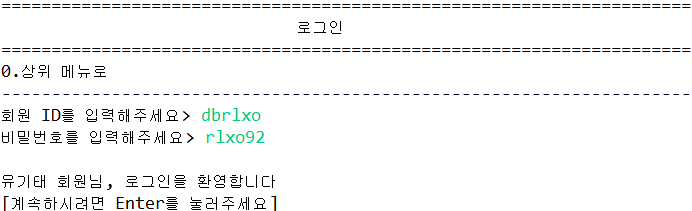 =====================================================================
로그인
=====================================================================
0.상위 메뉴로
---------------------------------------------------------------------
회원 ID를 입력해주세요> dbrlxo
비밀번호를 입력해주세요> rlxo92
유기태 회원님, 로그인을 환영합니다
[계속하시려면 Enter를 눌러주세요]